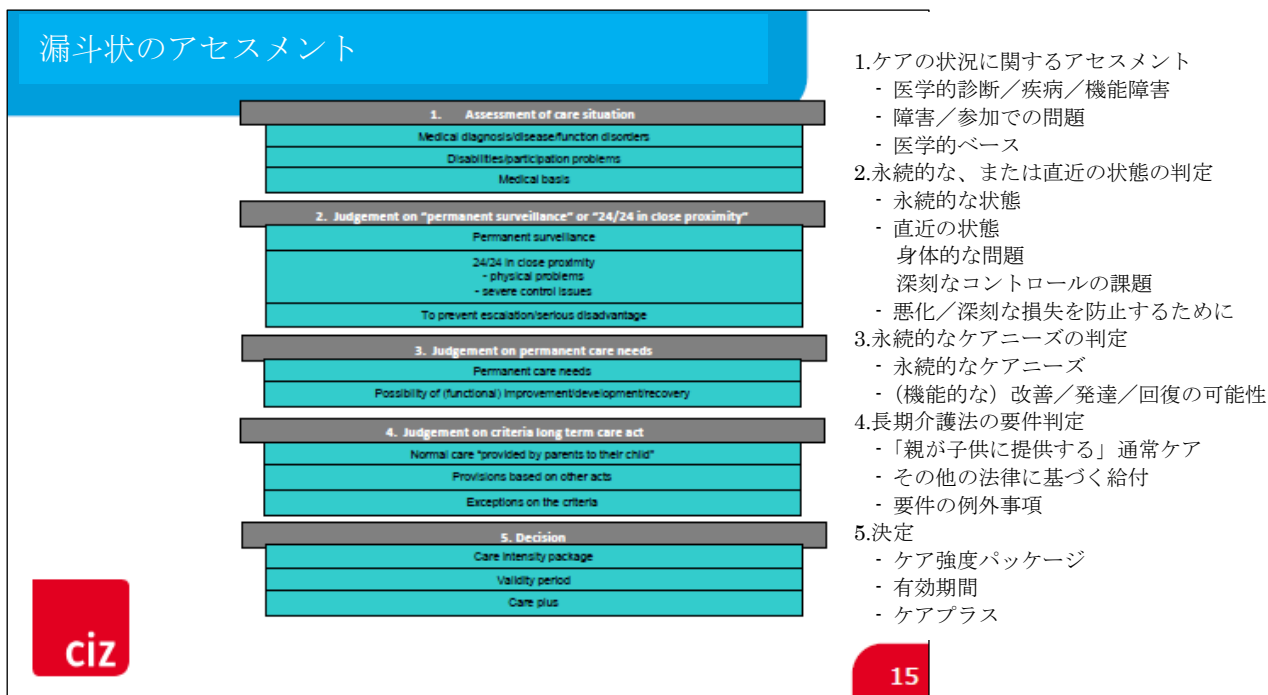 漏斗状のアセスメント
1. Assessment of care situation
Medical diagnosis/disease/function disorders
Disabilities/participation problems
Medical basis
2. Judgement on "permanent surveillance" or "24/24 in close proximity"
Permanent surveillance
24/24 in close proximity
- physical problems
- severe control issues
To prevent escalation/serious disadvantage
3. Judgement on permanent care needs
Permanent care needs
Possibility of (functional) improvement/development/recovery
4. Judgement on criteria long term care act
Normal care "provided by parents to their child"
Provisions based on other acts
Exceptions on the criteria
5. Decision
Care intensity package
Validity period
Care plus
ciz
15
1.ケアの状況に関するアセスメント
- 医学的診断／疾病／機能障害
- 障害／参加での問題
- 医学的ベース
2.永続的な、または直近の状態の判定
- 永続的な状態
- 直近の状態
身体的な問題
深刻なコントロールの課題
- 悪化／深刻な損失を防止するために
3.永続的なケアニーズの判定
- 永続的なケアニーズ
-（機能的な）改善／発達／回復の可能性
4.長期介護法の要件判定
-「親が子供に提供する」通常ケア
- その他の法律に基づく給付
- 要件の例外事項
5.決定
- ケア強度パッケージ
- 有効期間
- ケアプラス